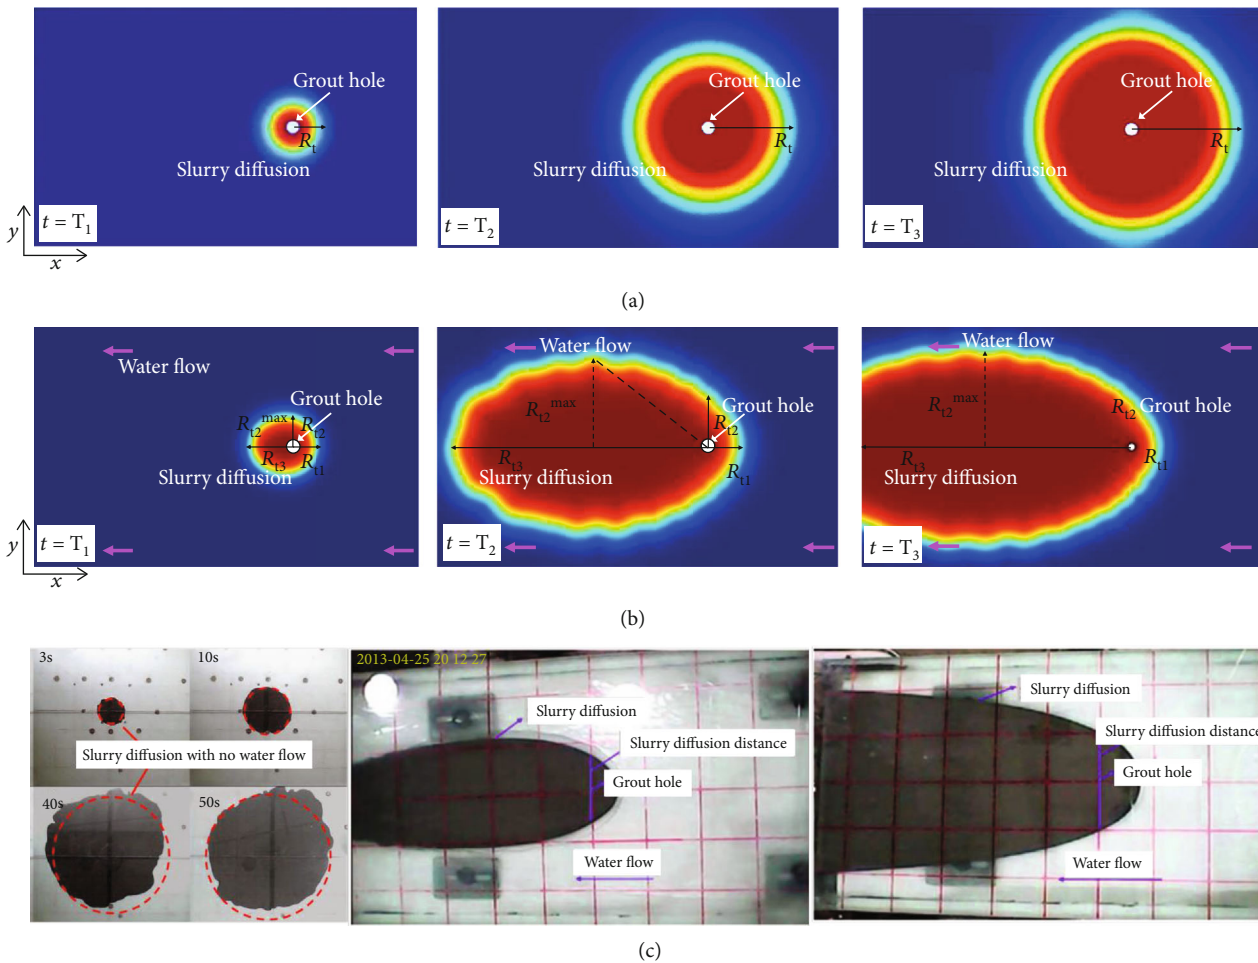 Grout hole
R_t
Slurry diffusion
t = T_1
y
x
Grout hole
R_t
Slurry diffusion
t = T_2
Grout hole
R_t
Slurry diffusion
t = T_3
(a)
Water flow
Grout hole
R_t2^max
R_t2
R_t3
R_t1
Slurry diffusion
t = T_1
y
x
Water flow
R_t2^max
Grout hole
R_t2
R_t3
R_t1
Slurry diffusion
t = T_2
Water flow
R_t2^max
R_t2
Grout hole
R_t3
R_t1
Slurry diffusion
t = T_3
(b)
3s
10s
Slurry diffusion with no water flow
40s
50s
2013-04-25 20 12 27
Slurry diffusion
Slurry diffusion distance
Grout hole
Water flow
Slurry diffusion
Slurry diffusion distance
Grout hole
Water flow
(c)